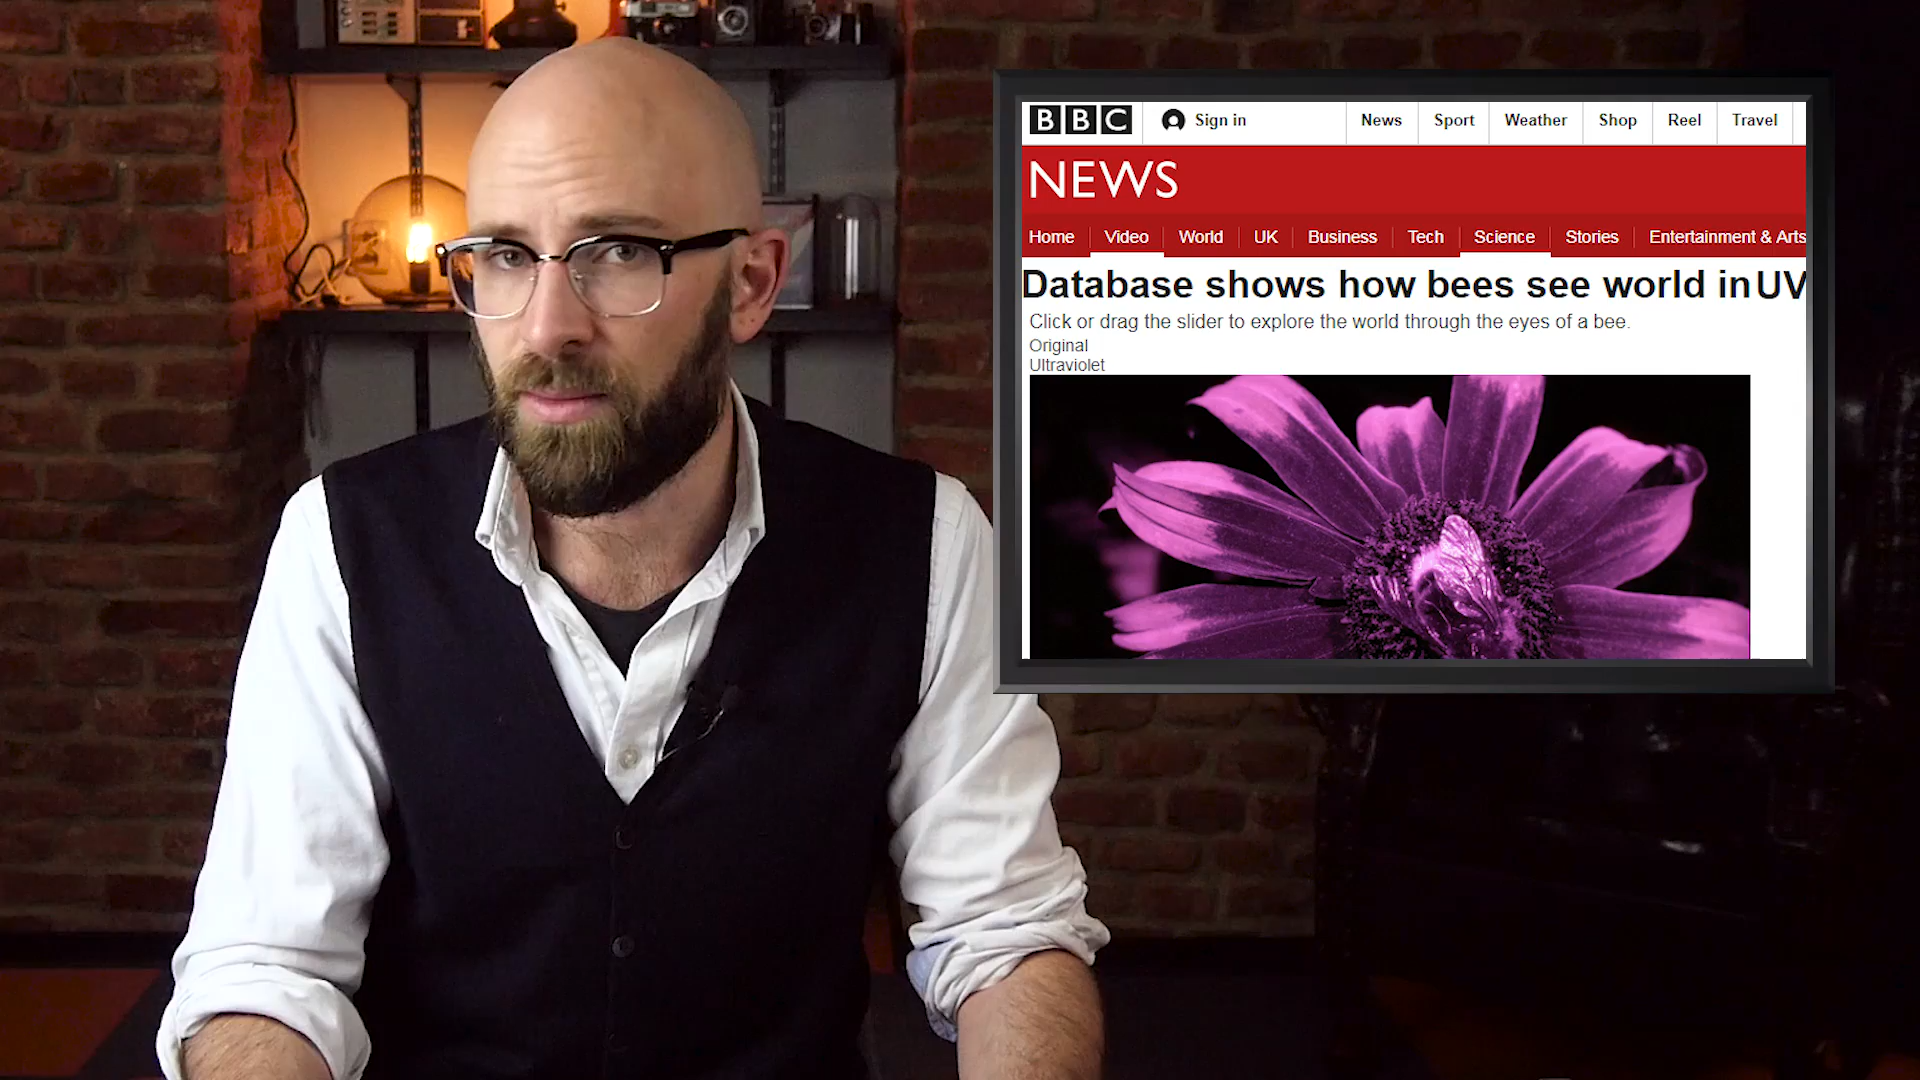 BBC Sign in News Sport Weather Shop Reel Travel
NEWS
Home Video World UK Business Tech Science Stories Entertainment & Arts
Database shows how bees see world in UV
Click or drag the slider to explore the world through the eyes of a bee.
Original
Ultraviolet